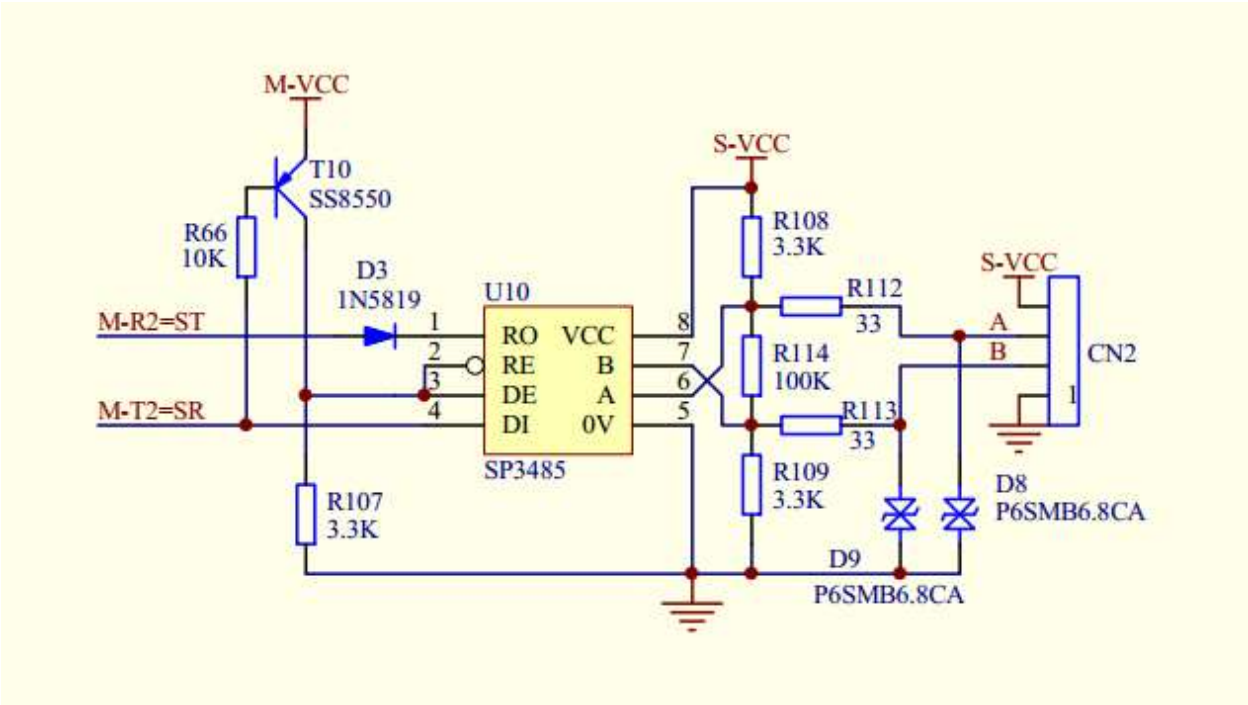 M-VCC
T10
SS8550
R66
10K
D3
1N5819
M-R2=ST
M-T2=SR
R107
3.3K
U10
1
2
3
4
RO
RE
DE
DI
VCC
B
A
0V
8
7
6
5
SP3485
S-VCC
R108
3.3K
R112
33
R114
100K
R113
33
R109
3.3K
S-VCC
A
B
1
CN2
D8
P6SMB6.8CA
D9
P6SMB6.8CA